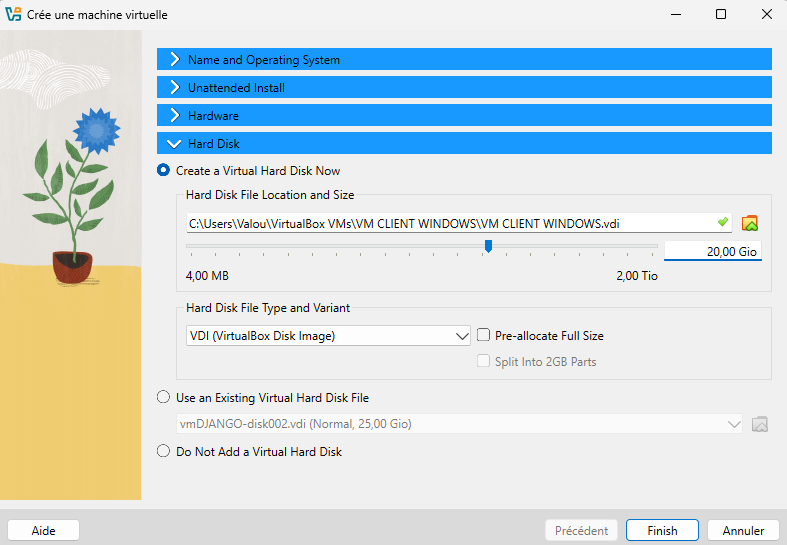 Crée une machine virtuelle
Name and Operating System
Unattended Install
Hardware
Hard Disk
Create a Virtual Hard Disk Now
Hard Disk File Location and Size
C:\Users\Valou\VirtualBox VMs\VM CLIENT WINDOWS\VM CLIENT WINDOWS.vdi
20,00 Gio
4,00 MB 2,00 Tio
Hard Disk File Type and Variant
VDI (VirtualBox Disk Image) Pre-allocate Full Size
Split Into 2GB Parts
Use an Existing Virtual Hard Disk File
vmDJANGO-disk002.vdi (Normal, 25,00 Gio)
Do Not Add a Virtual Hard Disk
Aide Précédent Finish Annuler